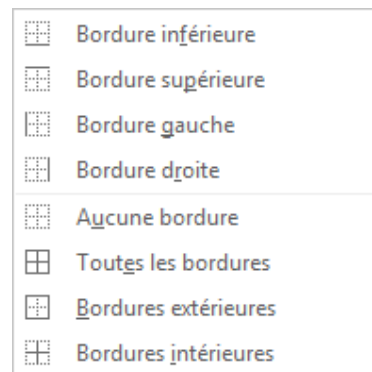 Bordure inférieure
Bordure supérieure
Bordure gauche
Bordure droite
Aucune bordure
Toutes les bordures
Bordures extérieures
Bordures intérieures